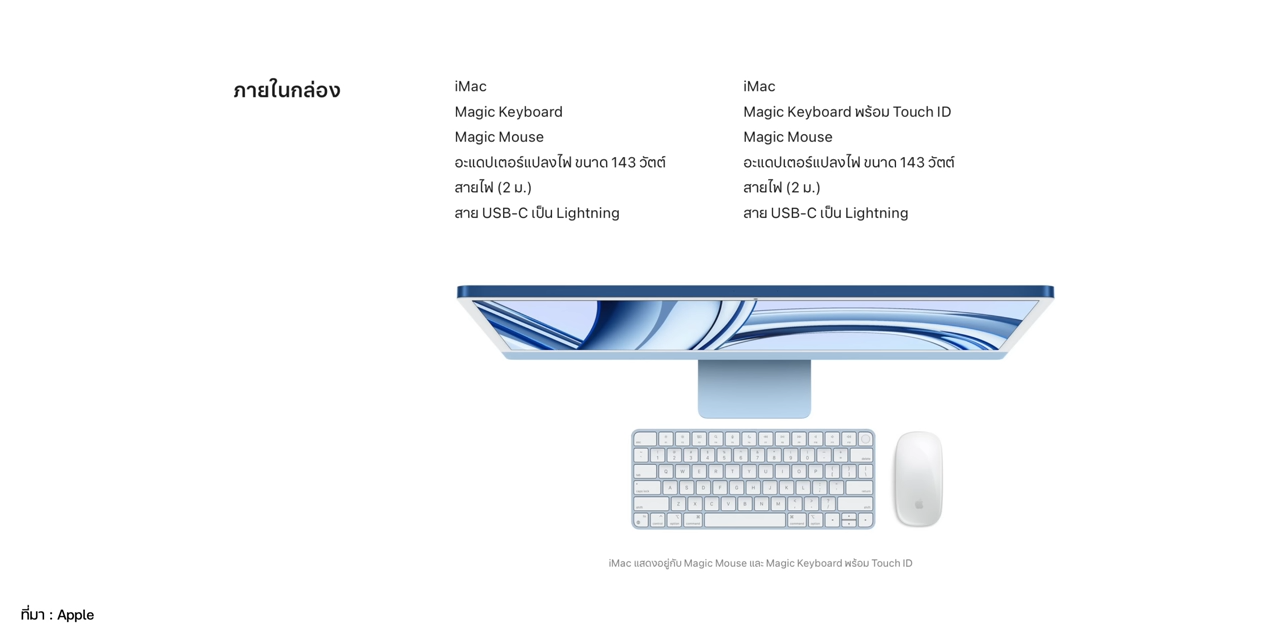 ภายในกล่อง
iMac
Magic Keyboard
Magic Mouse
อะแดปเตอร์แปลงไฟ ขนาด 143 วัตต์
สายไฟ (2 ม.)
สาย USB-C เป็น Lightning
iMac
Magic Keyboard พร้อม Touch ID
Magic Mouse
อะแดปเตอร์แปลงไฟ ขนาด 143 วัตต์
สายไฟ (2 ม.)
สาย USB-C เป็น Lightning
iMac แสดงอยู่กับ Magic Mouse และ Magic Keyboard พร้อม Touch ID
ที่มา : Apple